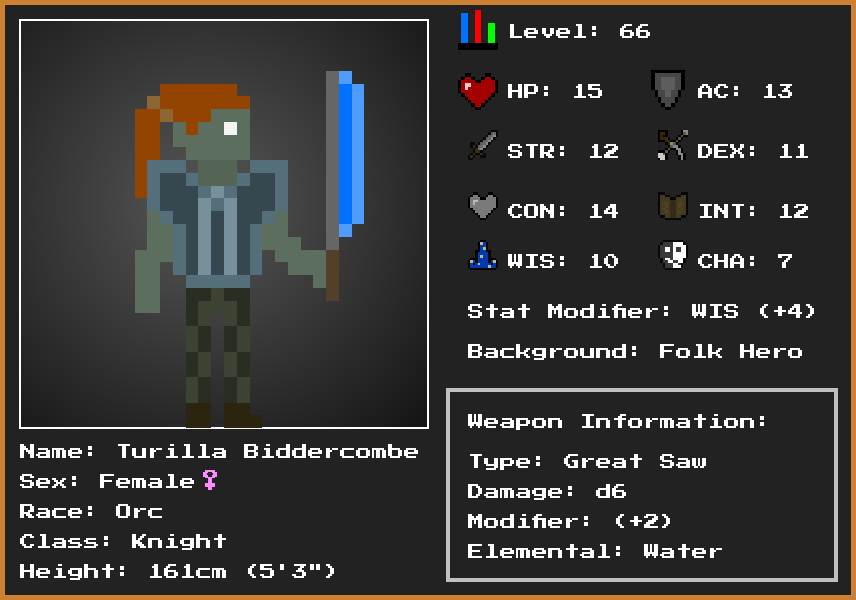 Level: 66
HP: 15 AC: 13
STR: 12 DEX: 11
CON: 14 INT: 12
WIS: 10 CHA: 7
Stat Modifier: WIS (+4)
Background: Folk Hero
Weapon Information:
Type: Great Saw
Damage: d6
Modifier: (+2)
Elemental: Water
Name: Turilla Biddercombe
Sex: Female♀
Race: Orc
Class: Knight
Height: 161cm (5'3")